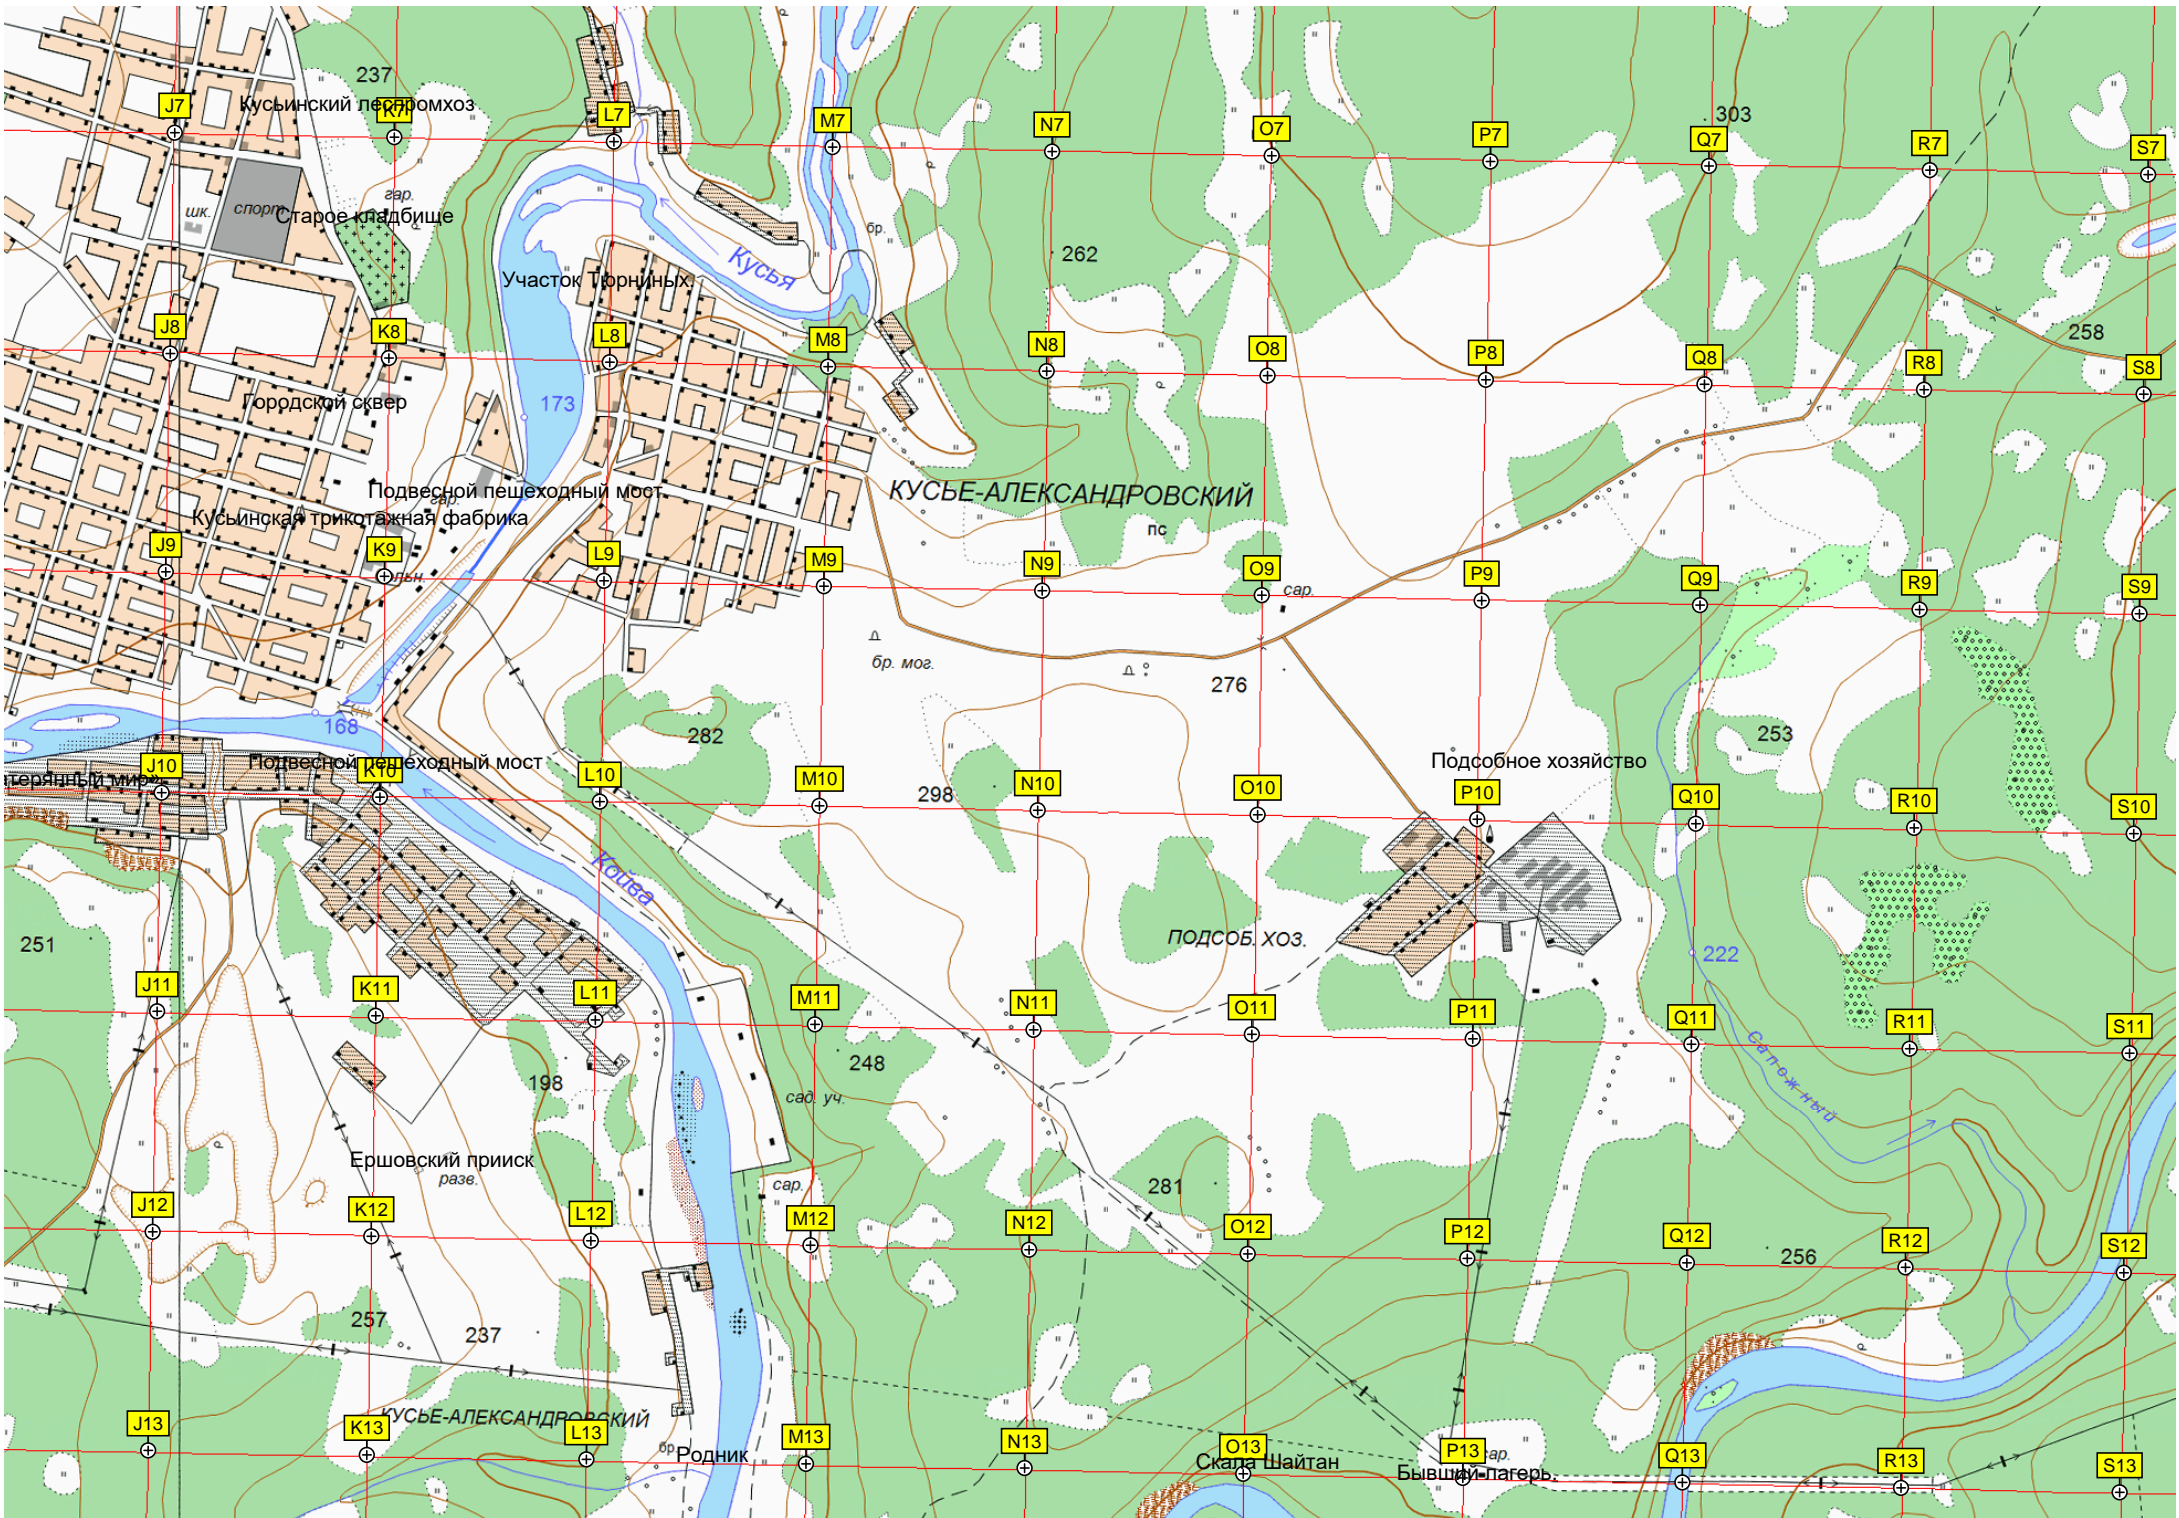 237
303
J7
Кусьинский леспромхоз
K7
L7
M7
N7
O7
P7
Q7
R7
S7
гар.
шк.
спорт.
Старое кладбище
бр.
262
Кусья
Участок Тюрниных
J8
K8
L8
M8
N8
O8
P8
Q8
R8
258
S8
Городской сквер
173
Подвесной пешеходный мост
сар.
КУСЬЕ-АЛЕКСАНДРОВСКИЙ
пс
Кусьинская трикотажная фабрика
J9
K9
льн.
L9
M9
N9
O9
сар.
P9
Q9
R9
S9
бр. мог.
276
168
282
253
Подвесной пешеходный мост
Подсобное хозяйство
терянный мир»
J10
K10
L10
M10
298
N10
O10
P10
Q10
R10
S10
Койва
251
ПОДСОБ. ХОЗ.
222
J11
K11
L11
M11
N11
O11
P11
Q11
R11
S11
Сапожный
248
198
сад. уч.
Ершовский прииск
разв.
сар.
281
J12
K12
L12
M12
N12
O12
P12
Q12
R12
S12
256
257
237
КУСЬЕ-АЛЕКСАНДРОВСКИЙ
J13
K13
L13
бр.
Родник
M13
N13
O13
Скала Шайтан
P13
сар.
Бывший лагерь.
Q13
R13
S13